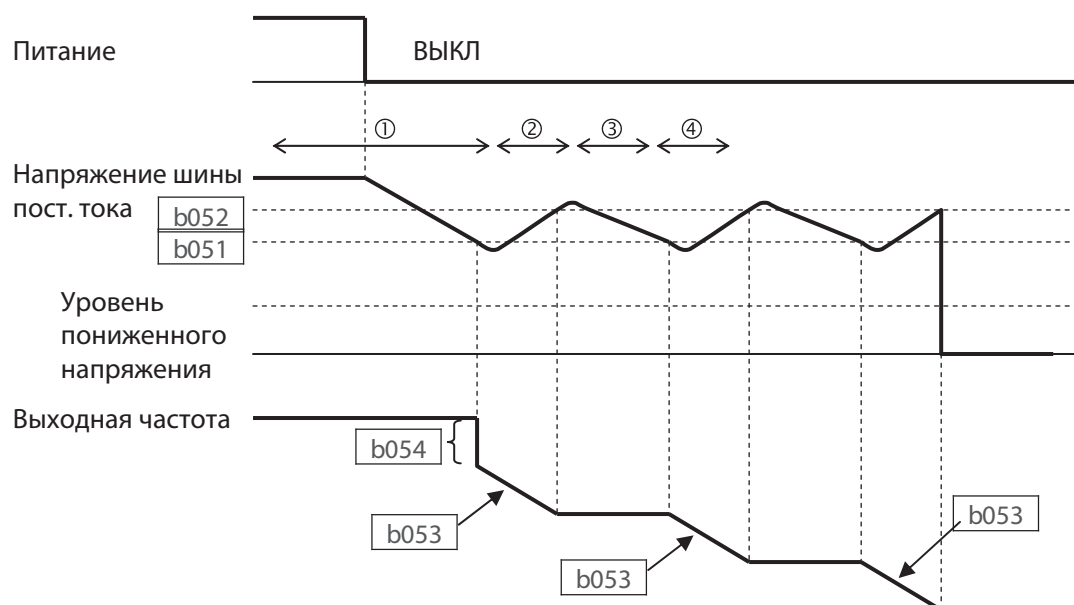 Питание
ВЫКЛ
① ② ③ ④
Напряжение шины
пост. тока
b052
b051
Уровень
пониженного
напряжения
Выходная частота
b054
b053
b053
b053